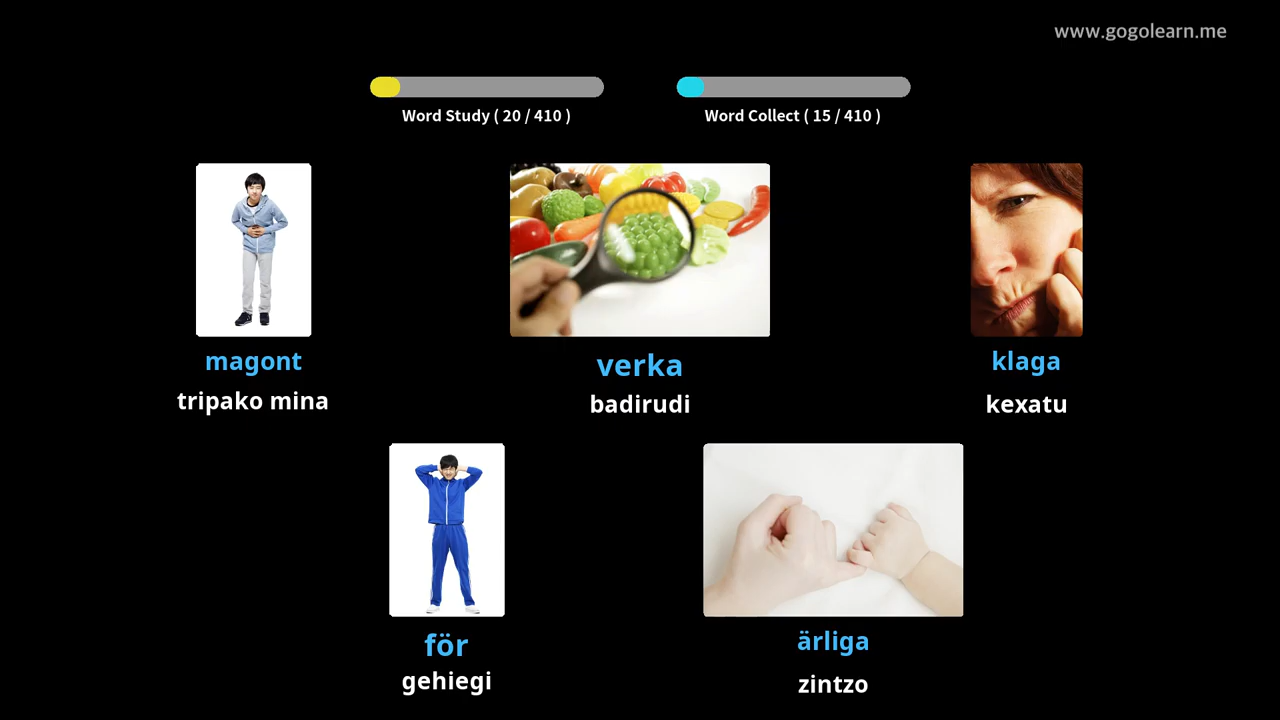 www.gogolearn.me
Word Study ( 20 / 410 )
Word Collect ( 15 / 410 )
magont
tripako mina
verka
badirudi
klaga
kexatu
för
gehiegi
ärliga
zintzo